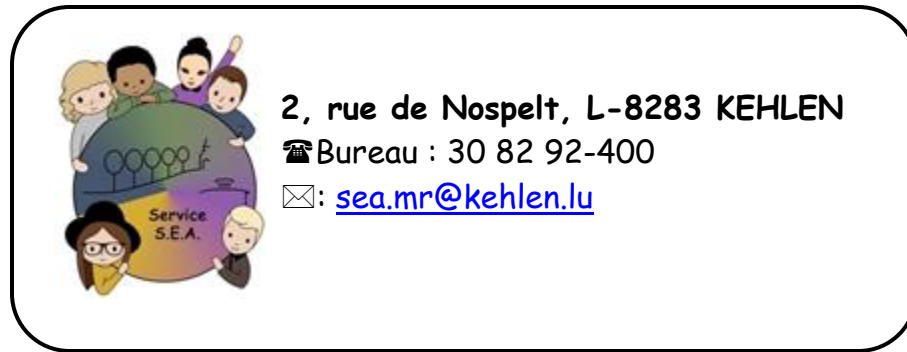 2, rue de Nospelt, L-8283 KEHLEN
☎Bureau : 30 82 92-400
✉: sea.mr@kehlen.lu
Service
S.E.A.